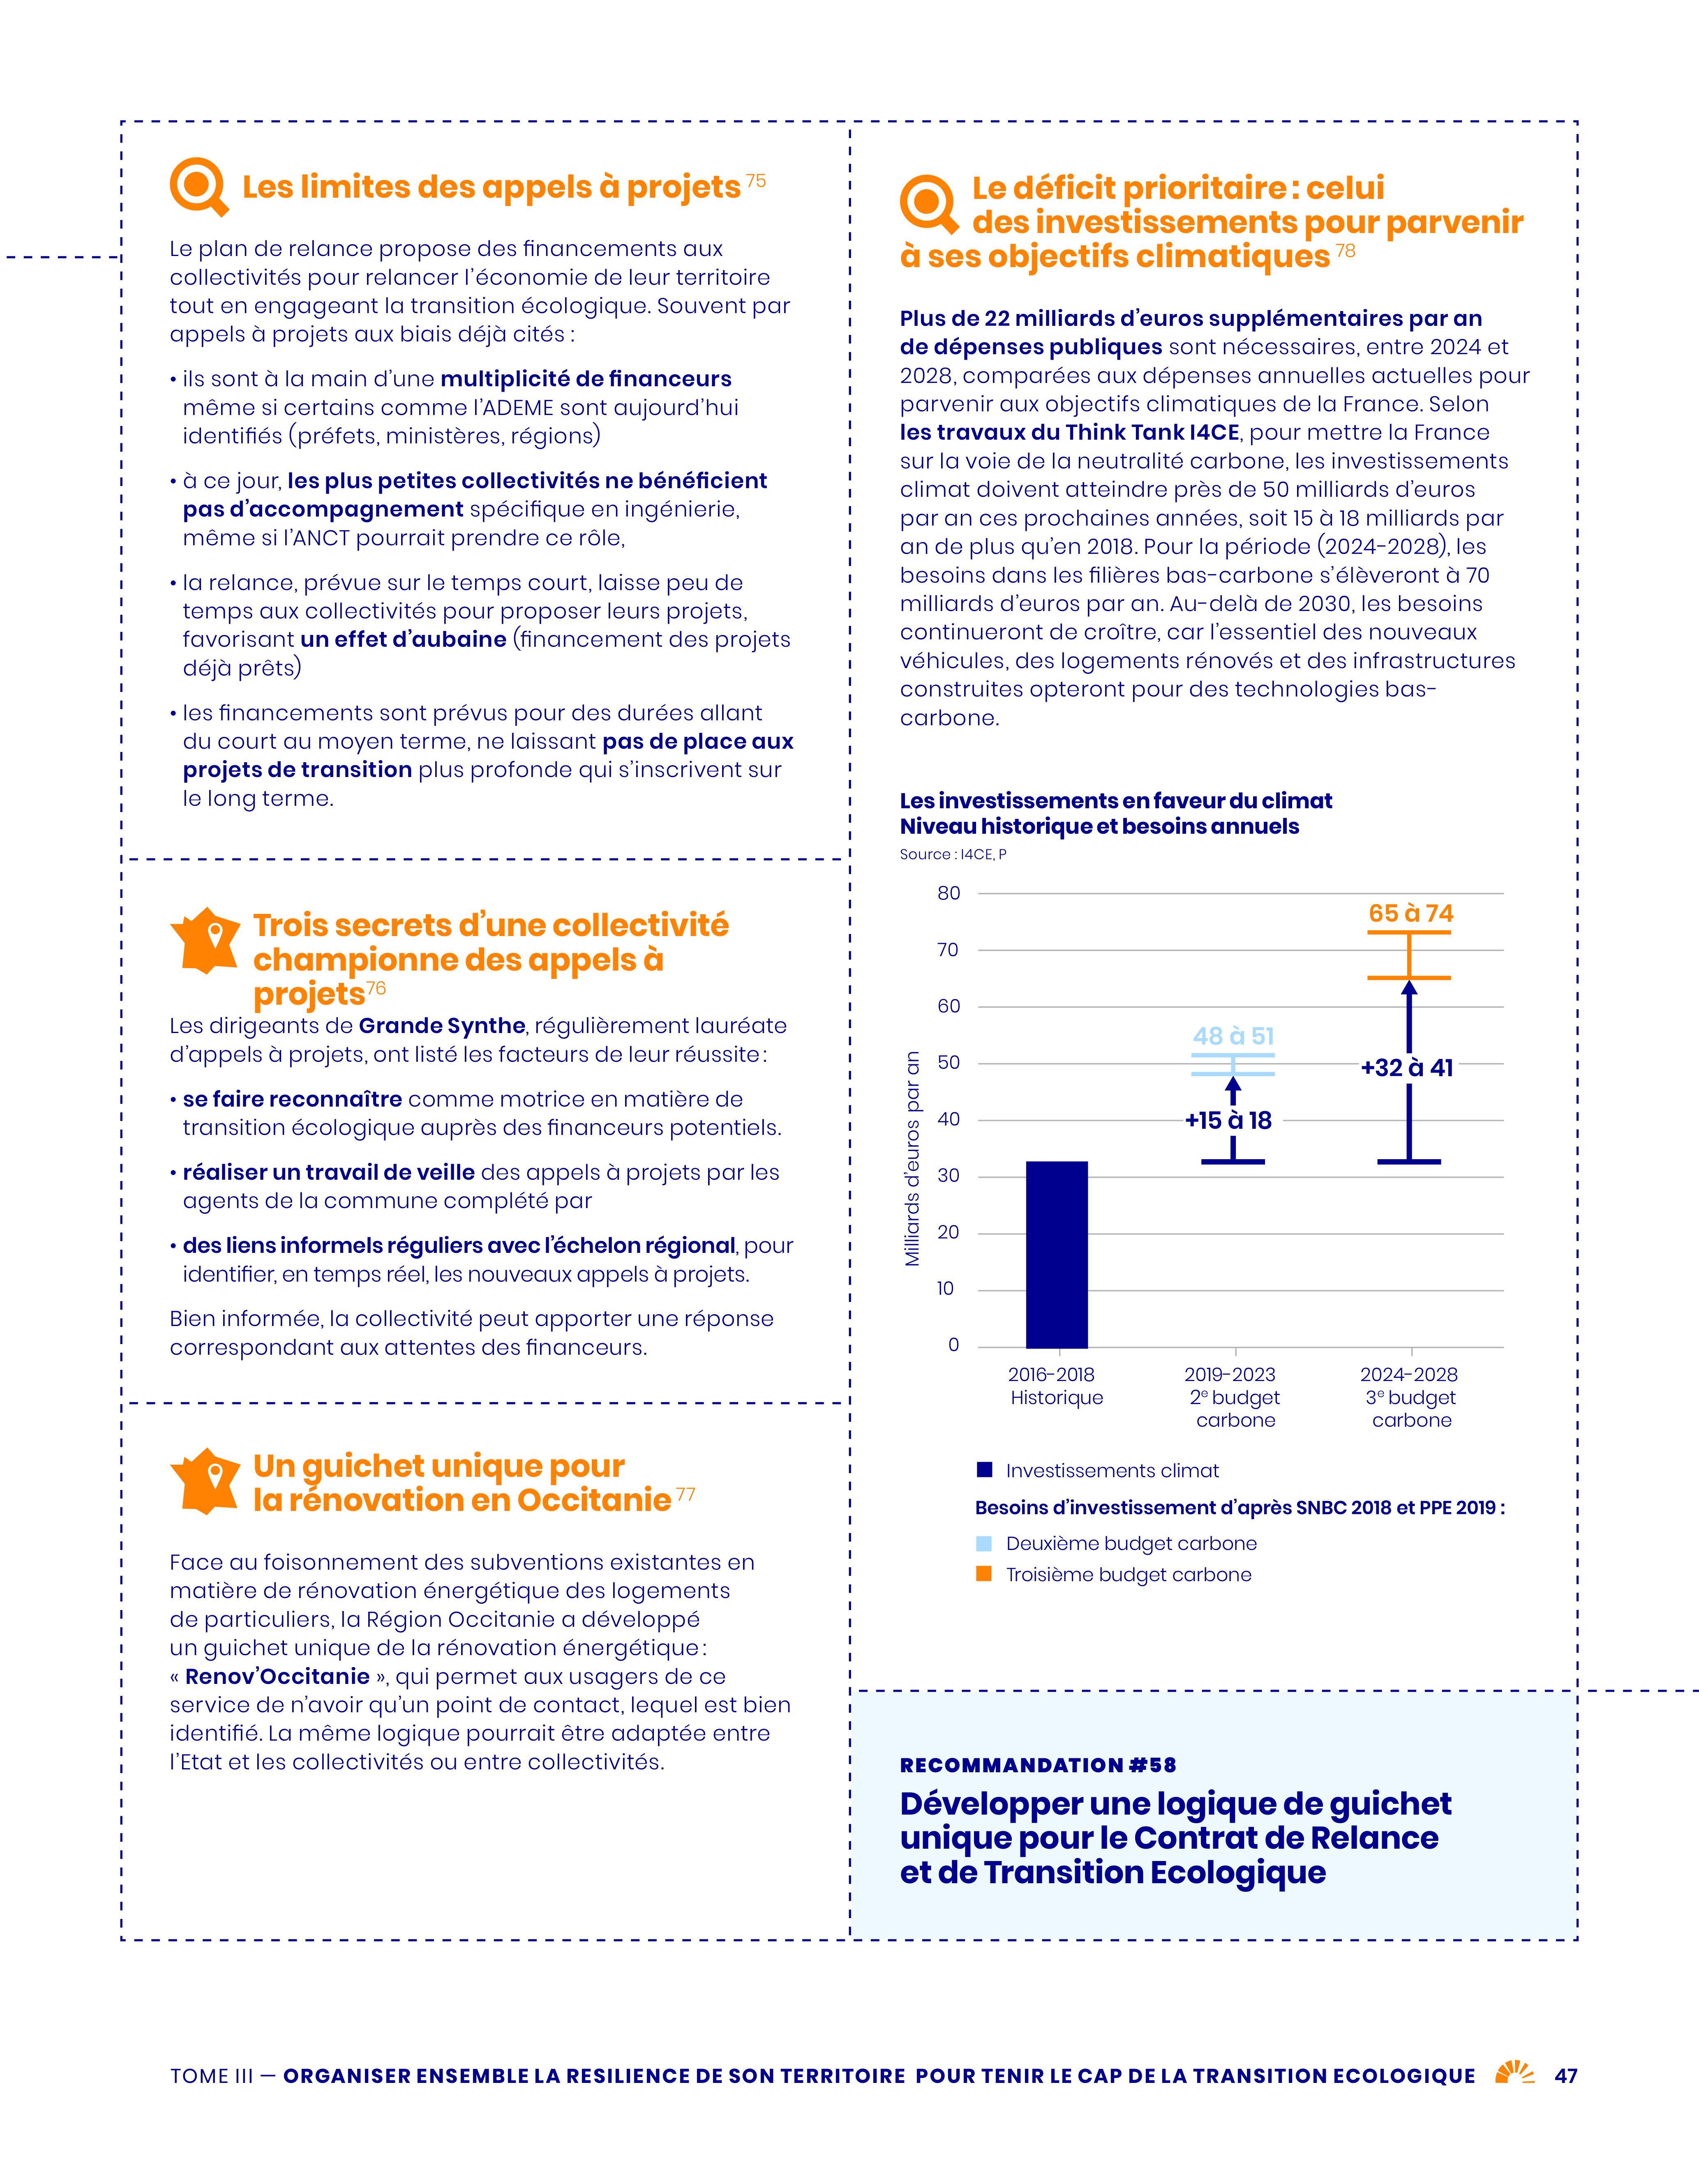 Les limites des appels à projets 75
Le plan de relance propose des financements aux
collectivités pour relancer l'économie de leur territoire
tout en engageant la transition écologique. Souvent par
appels à projets aux biais déjà cités :
• ils sont à la main d'une multiplicité de financeurs
même si certains comme l'ADEME sont aujourd'hui
identifiés (préfets, ministères, régions)
• à ce jour, les plus petites collectivités ne bénéficient
pas d'accompagnement spécifique en ingénierie,
même si l'ANCT pourrait prendre ce rôle,
• la relance, prévue sur le temps court, laisse peu de
temps aux collectivités pour proposer leurs projets,
favorisant un effet d'aubaine (financement des projets
déjà prêts)
• les financements sont prévus pour des durées allant
du court au moyen terme, ne laissant pas de place aux
projets de transition plus profonde qui s'inscrivent sur
le long terme.
Trois secrets d'une collectivité
championne des appels à
projets76
Les dirigeants de Grande Synthe, régulièrement lauréate
d'appels à projets, ont listé les facteurs de leur réussite :
• se faire reconnaître comme motrice en matière de
transition écologique auprès des financeurs potentiels.
• réaliser un travail de veille des appels à projets par les
agents de la commune complété par
• des liens informels réguliers avec l'échelon régional, pour
identifier, en temps réel, les nouveaux appels à projets.
Bien informée, la collectivité peut apporter une réponse
correspondant aux attentes des financeurs.
Un guichet unique pour
la rénovation en Occitanie 77
Face au foisonnement des subventions existantes en
matière de rénovation énergétique des logements
de particuliers, la Région Occitanie a développé
un guichet unique de la rénovation énergétique :
« Renov'Occitanie », qui permet aux usagers de ce
service de n'avoir qu'un point de contact, lequel est bien
identifié. La même logique pourrait être adaptée entre
l'Etat et les collectivités ou entre collectivités.
Le déficit prioritaire : celui
des investissements pour parvenir
à ses objectifs climatiques 78
Plus de 22 milliards d'euros supplémentaires par an
de dépenses publiques sont nécessaires, entre 2024 et
2028, comparées aux dépenses annuelles actuelles pour
parvenir aux objectifs climatiques de la France. Selon
les travaux du Think Tank I4CE, pour mettre la France
sur la voie de la neutralité carbone, les investissements
climat doivent atteindre près de 50 milliards d'euros
par an ces prochaines années, soit 15 à 18 milliards par
an de plus qu'en 2018. Pour la période (2024-2028), les
besoins dans les filières bas-carbone s'élèveront à 70
milliards d'euros par an. Au-delà de 2030, les besoins
continueront de croître, car l'essentiel des nouveaux
véhicules, des logements rénovés et des infrastructures
construites opteront pour des technologies bas-
carbone.
Les investissements en faveur du climat
Niveau historique et besoins annuels
Source : I4CE, P
Milliards d'euros par an
80
70
60
50
40
30
20
10
0
65 à 74
48 à 51
+32 à 41
+15 à 18
2016-2018
Historique
2019-2023
2e budget
carbone
2024-2028
3e budget
carbone
Investissements climat
Besoins d'investissement d'après SNBC 2018 et PPE 2019 :
Deuxième budget carbone
Troisième budget carbone
RECOMMANDATION #58
Développer une logique de guichet
unique pour le Contrat de Relance
et de Transition Ecologique
TOME III — ORGANISER ENSEMBLE LA RESILIENCE DE SON TERRITOIRE POUR TENIR LE CAP DE LA TRANSITION ECOLOGIQUE 47